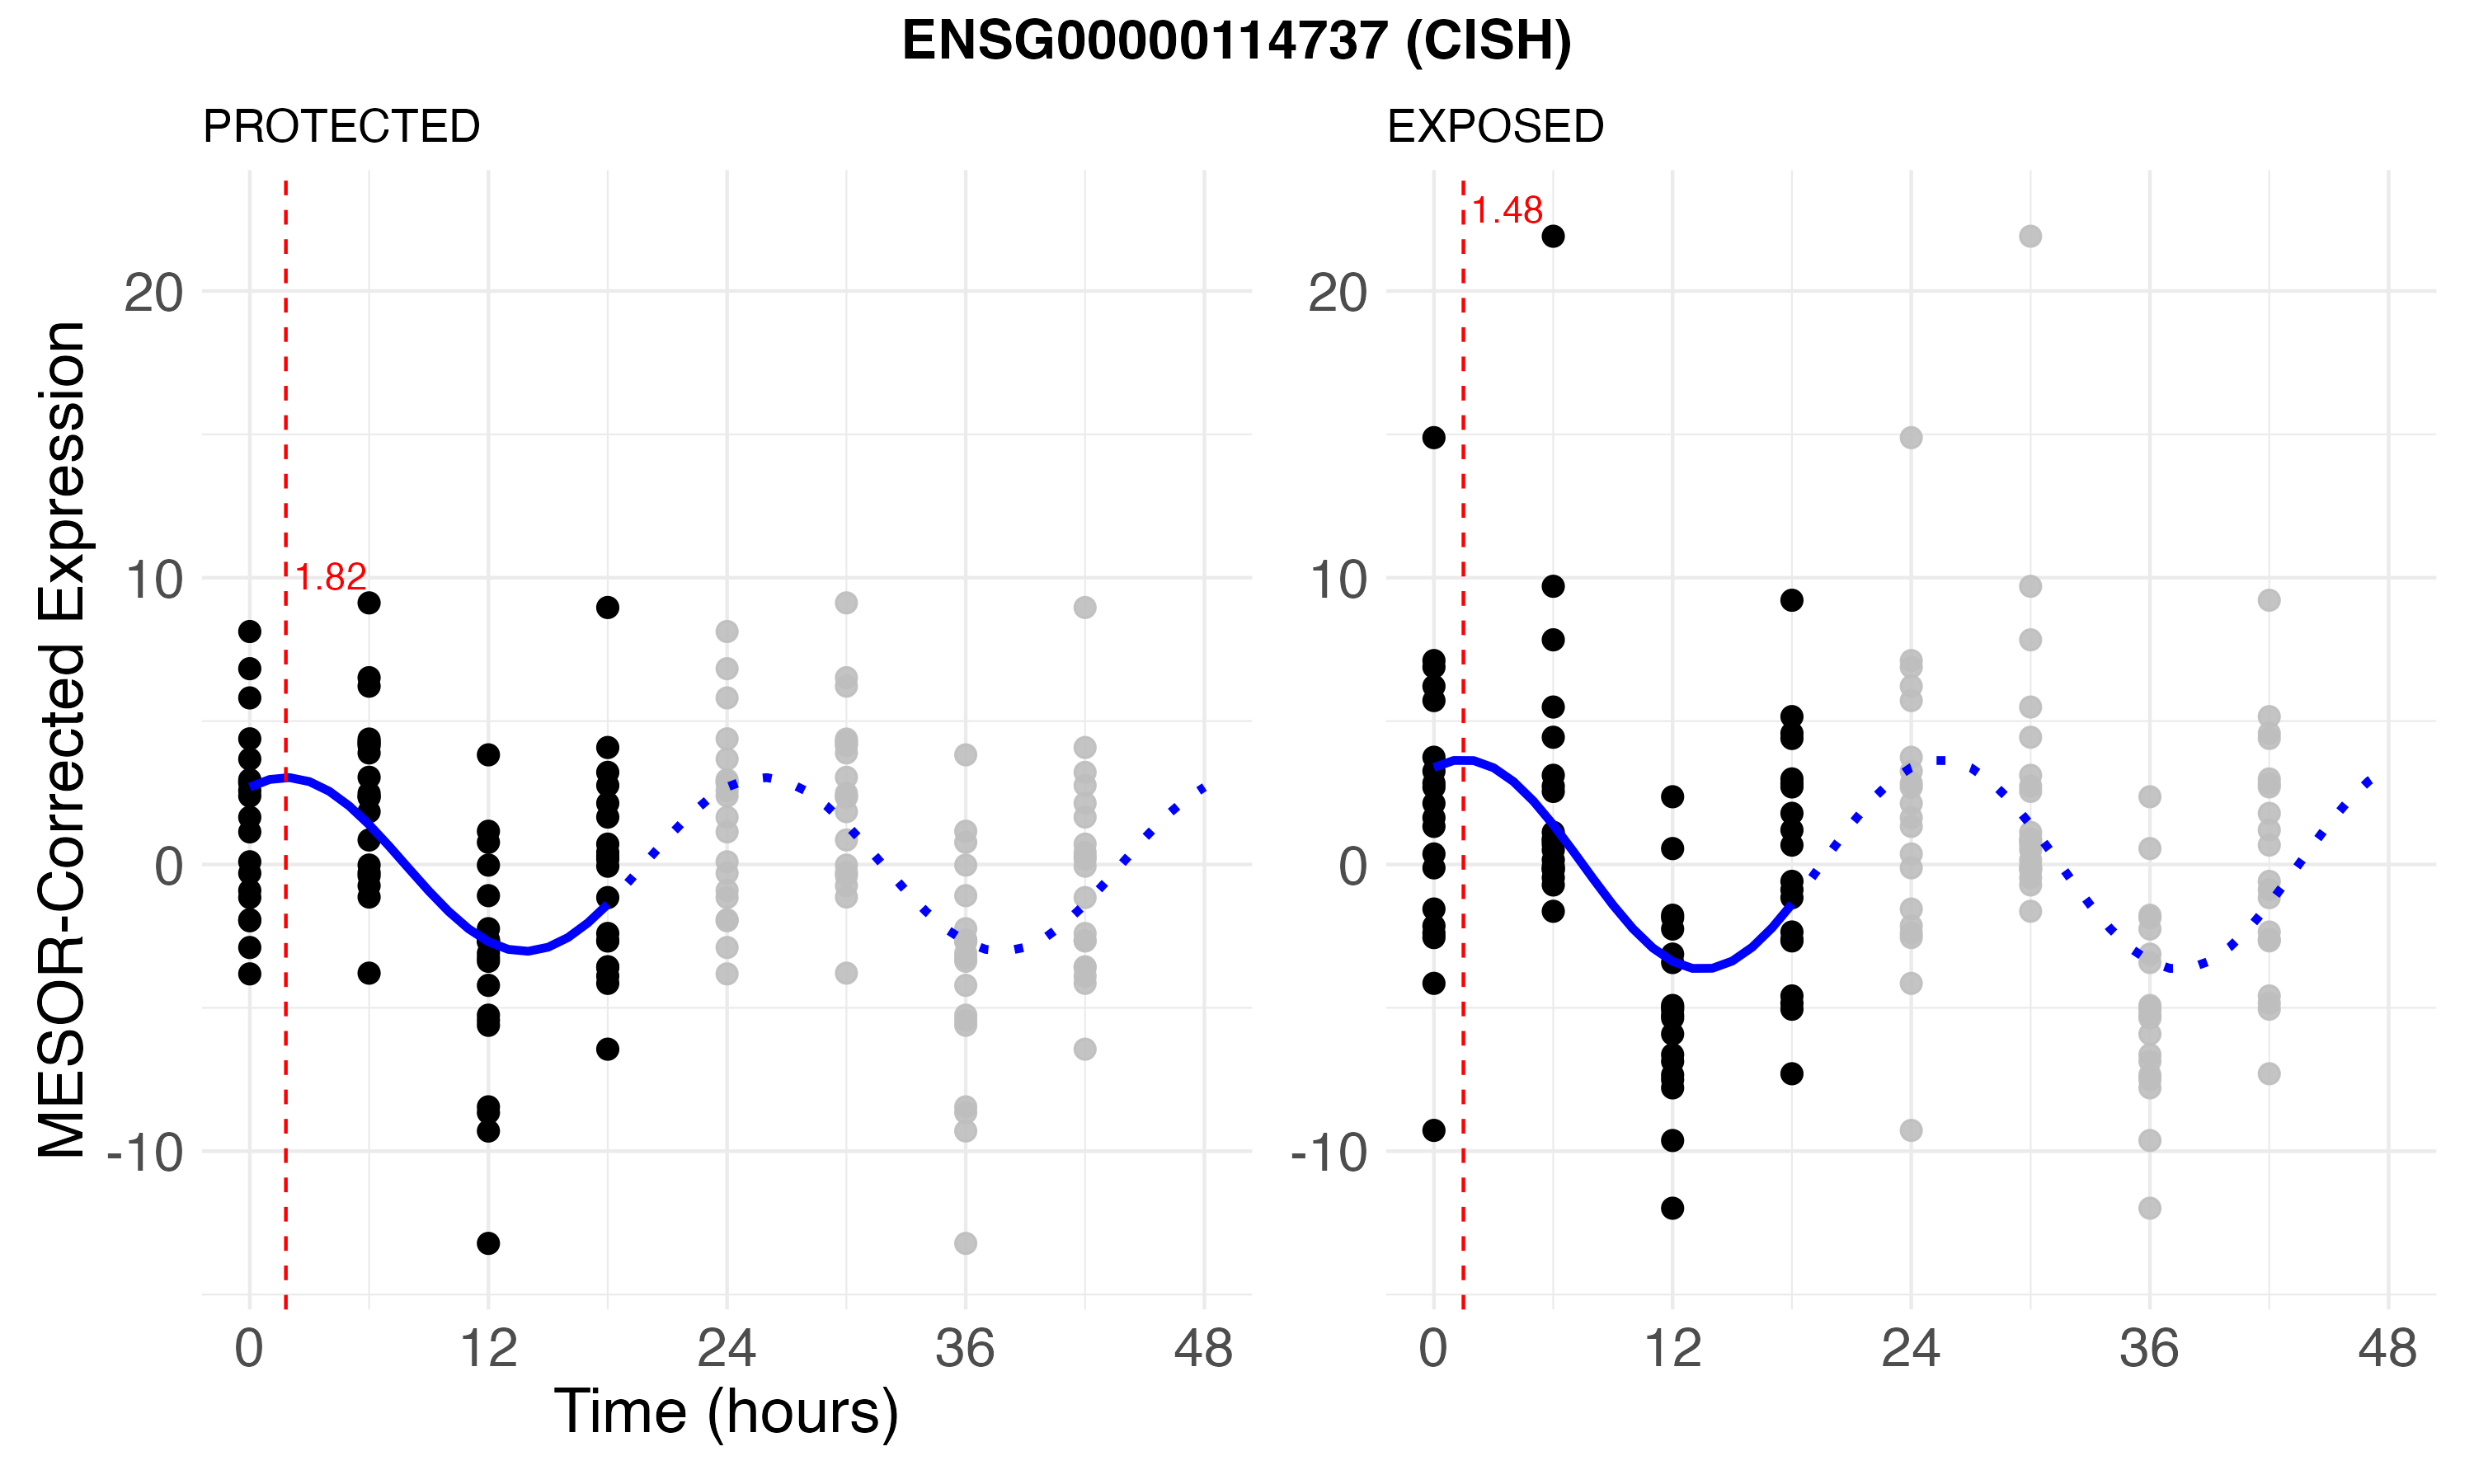 ENSG00000114737 (CISH)
PROTECTED
EXPOSED
MESOR-Corrected Expression
20
10
0
-10
1.82
0 12 24 36 48
Time (hours)
20
10
0
-10
1.48
0 12 24 36 48